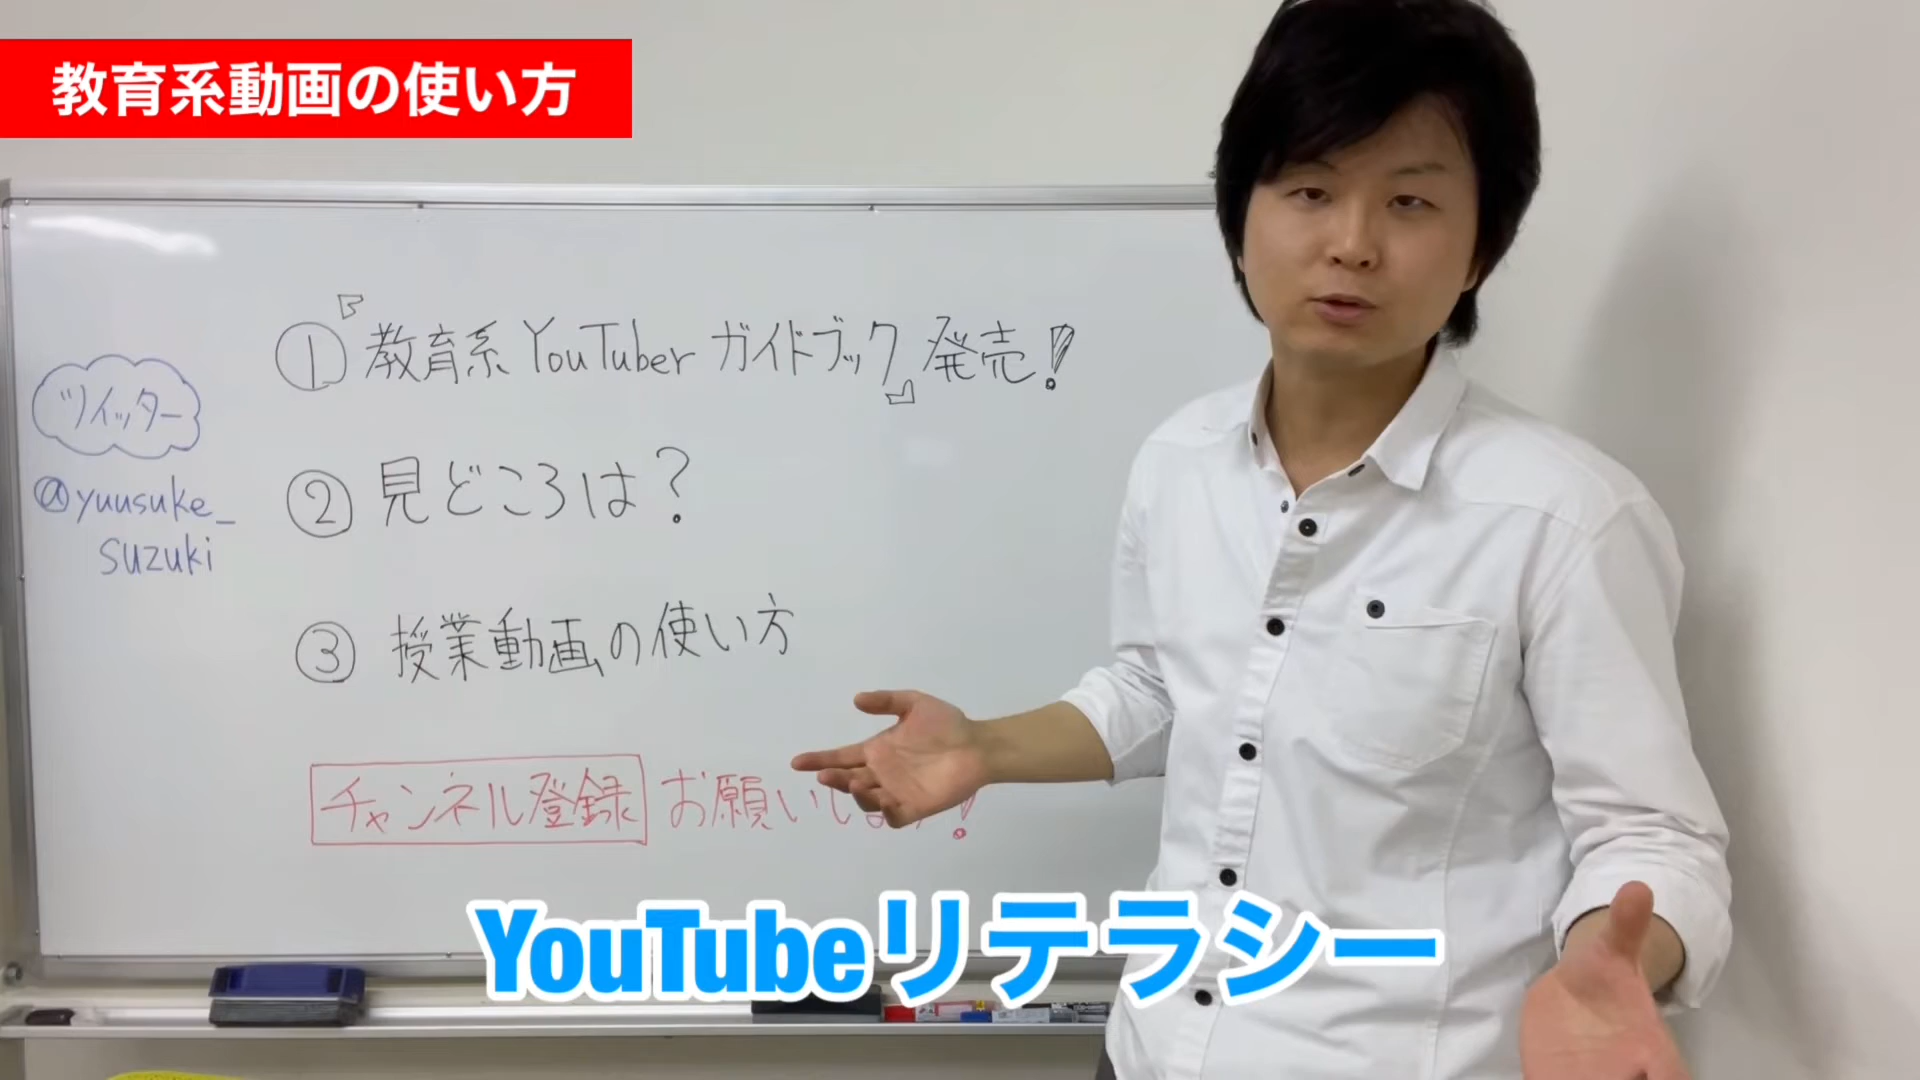 教育系動画の使い方
①『教育系YouTuberガイドブック』発売!
ツイッター
@yuusuke_
suzuki
②見どころは?
③授業動画の使い方
チャンネル登録 お願いします!
YouTubeリテラシー